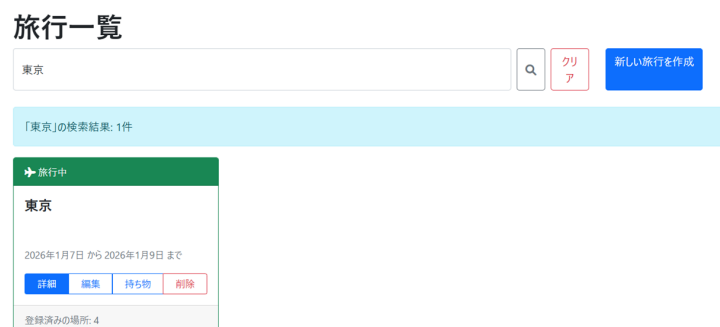 旅行一覧
東京
クリ
ア
新しい旅行を作成
「東京」の検索結果: 1件
旅行中
東京
2026年1月7日 から 2026年1月9日 まで
詳細 編集 持ち物 削除
登録済みの場所: 4